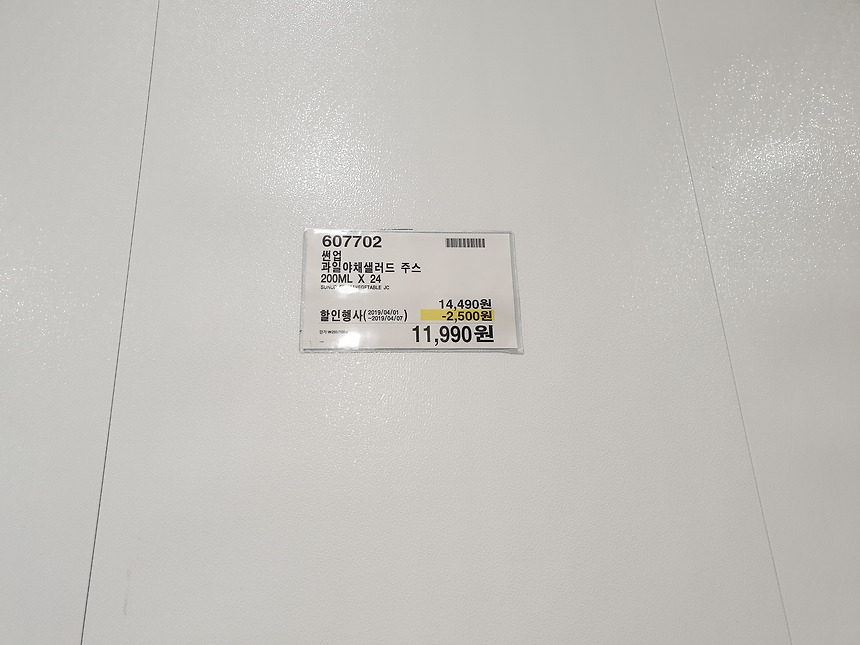 607702
썬업
과일야채샐러드 주스
200ML X 24
VEGETABLE JC
14,490원
할인행사(2019/04/01 ~2019/04/07) -2,500원
11,990원